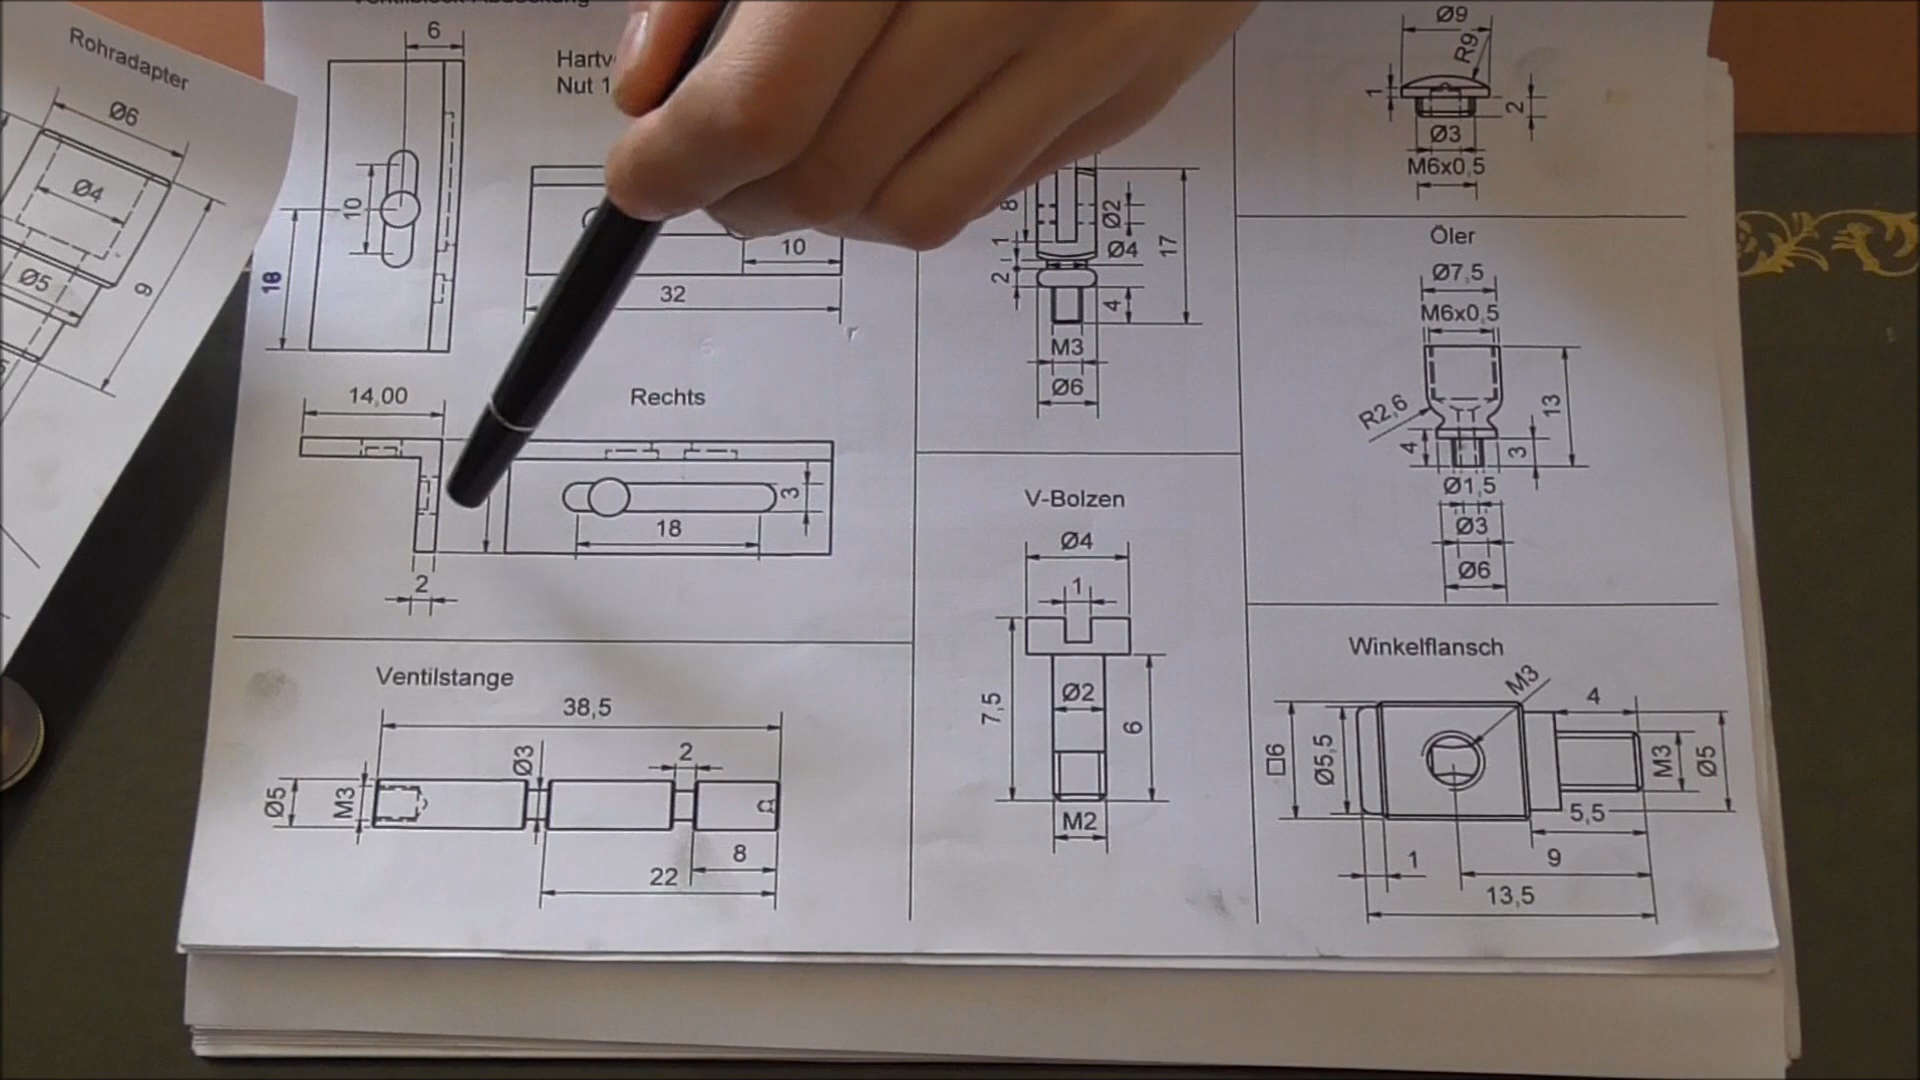 Rohradapter
Ø6
Ø4
Ø5
9
6
10
18
Hartv
Nut 1
10
32
14,00
Rechts
2
18
3
Ventilstange
38,5
Ø5
M3
Ø3
2
8
22
8
1
2
Ø2
Ø4
17
4
M3
Ø6
V-Bolzen
Ø4
1
7,5
Ø2
6
M2
Ø9
R9
1
2
Ø3
M6x0,5
Öler
Ø7,5
M6x0,5
R2,6
13
4
3
Ø1,5
Ø3
Ø6
Winkelflansch
M3
4
□6
Ø5,5
M3
Ø5
5,5
1
9
13,5